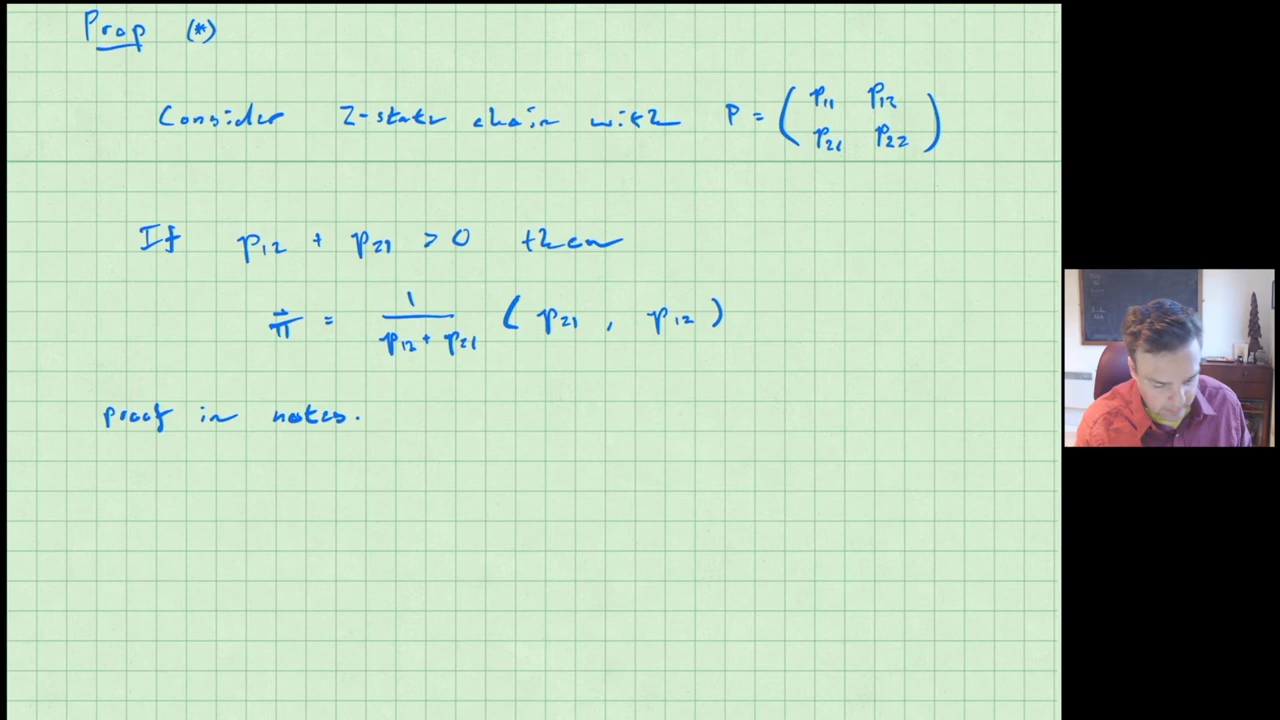 Prop (*)
Consider 2-state chain with P = ( p₁₁ p₁₂
p₂₁ p₂₂ )
If p₁₂ + p₂₁ > 0 then
π = 1 / (p₁₂ + p₂₁) ( p₂₁ , p₁₂ )
proof in notes.